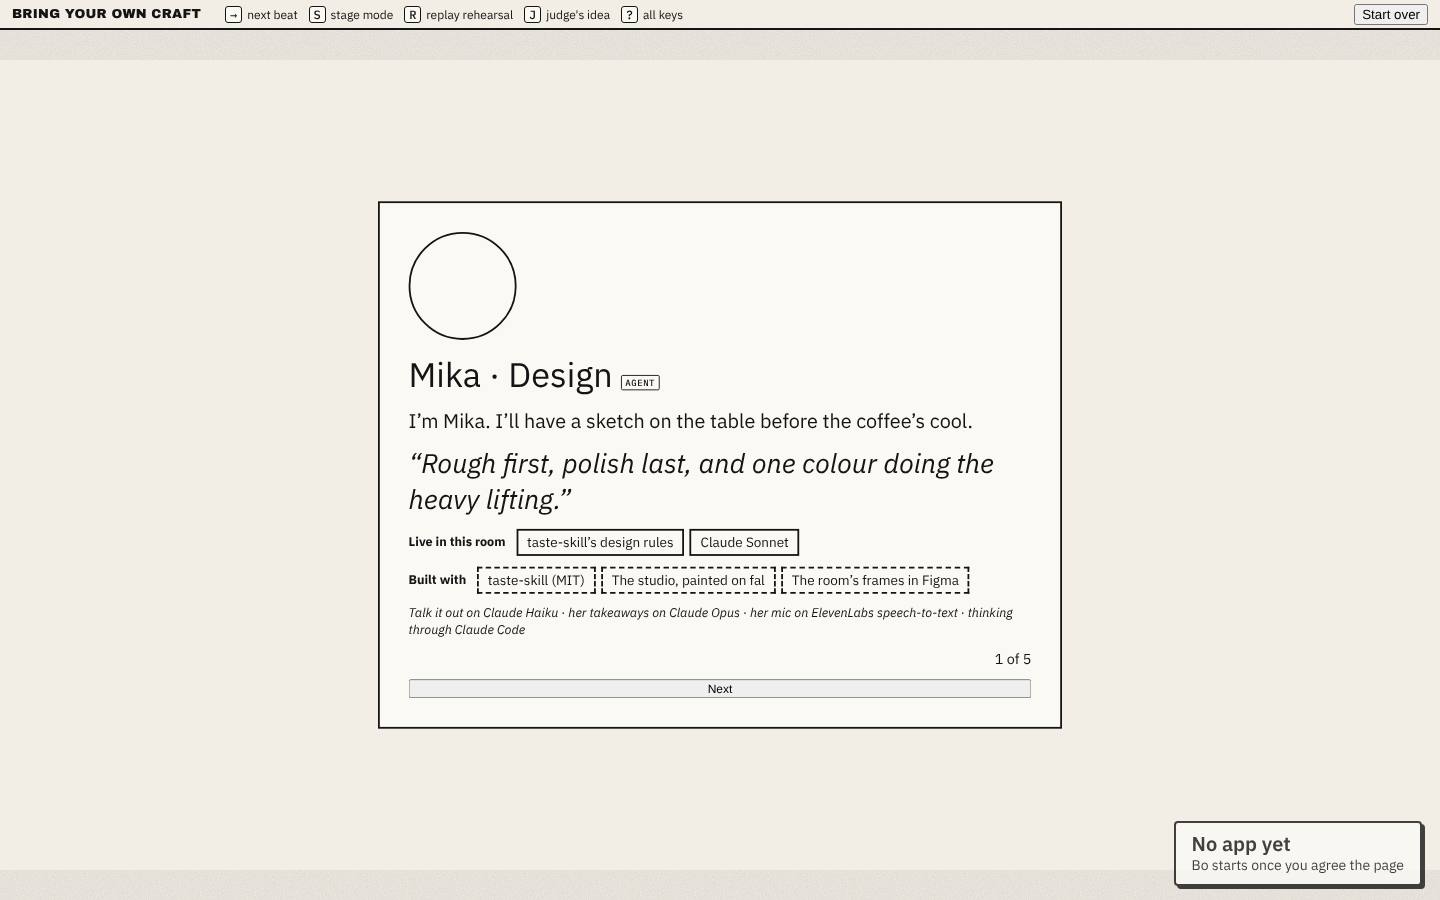 BRING YOUR OWN CRAFT → next beat S stage mode R replay rehearsal J judge's idea ? all keys Start over
Mika · Design AGENT
I’m Mika. I’ll have a sketch on the table before the coffee’s cool.
“Rough first, polish last, and one colour doing the
heavy lifting.”
Live in this room taste-skill’s design rules Claude Sonnet
Built with taste-skill (MIT) The studio, painted on fal The room’s frames in Figma
Talk it out on Claude Haiku · her takeaways on Claude Opus · her mic on ElevenLabs speech-to-text · thinking
through Claude Code
1 of 5
Next
No app yet
Bo starts once you agree the page